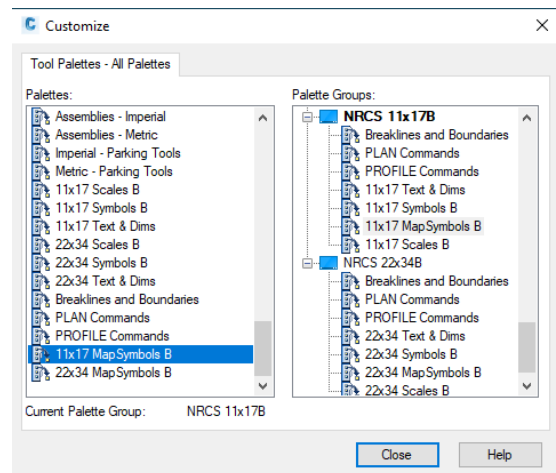 C Customize
Tool Palettes - All Palettes
Palettes:
Assemblies - Imperial
Assemblies - Metric
Imperial - Parking Tools
Metric - Parking Tools
11x17 Scales B
11x17 Symbols B
11x17 Text & Dims
22x34 Scales B
22x34 Symbols B
22x34 Text & Dims
Breaklines and Boundaries
PLAN Commands
PROFILE Commands
11x17 MapSymbols B
22x34 MapSymbols B
Palette Groups:
NRCS 11x17B
Breaklines and Boundaries
PLAN Commands
PROFILE Commands
11x17 Text & Dims
11x17 Symbols B
11x17 MapSymbols B
11x17 Scales B
NRCS 22x34B
Breaklines and Boundaries
PLAN Commands
PROFILE Commands
22x34 Text & Dims
22x34 Symbols B
22x34 MapSymbols B
22x34 Scales B
Current Palette Group: NRCS 11x17B
Close Help